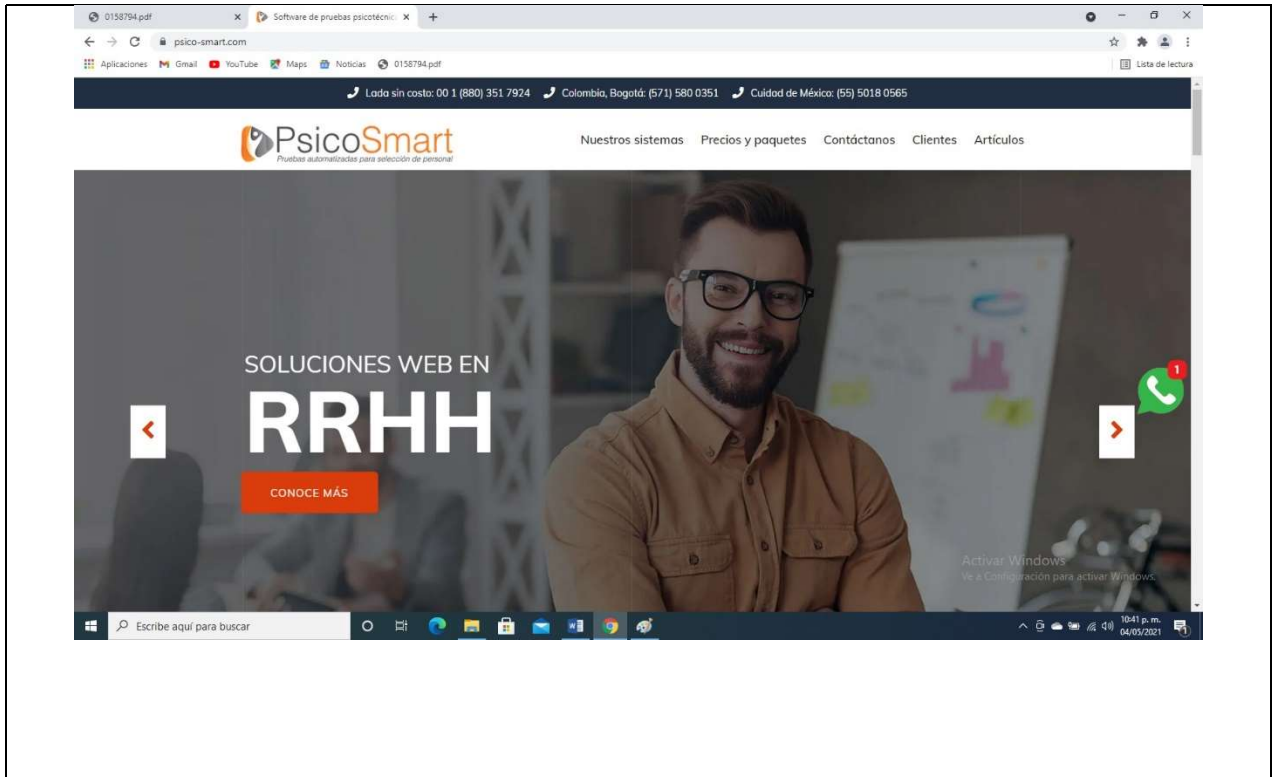 0158794.pdf
Software de pruebas psicotécnic
psico-smart.com
Aplicaciones Gmail YouTube Maps Noticias 0158794.pdf Lista de lectura
Lada sin costo: 00 1 (880) 351 7924 Colombia, Bogotá: (571) 580 0351 Cuidad de México: (55) 5018 0565
PsicoSmart
Pruebas automatizadas para selección de personal
Nuestros sistemas Precios y paquetes Contáctanos Clientes Artículos
SOLUCIONES WEB EN
RRHH
CONOCE MÁS
1
Activar Windows
Ve a Configuración para activar Windows.
Escribe aquí para buscar
10:41 p. m.
04/05/2021
1